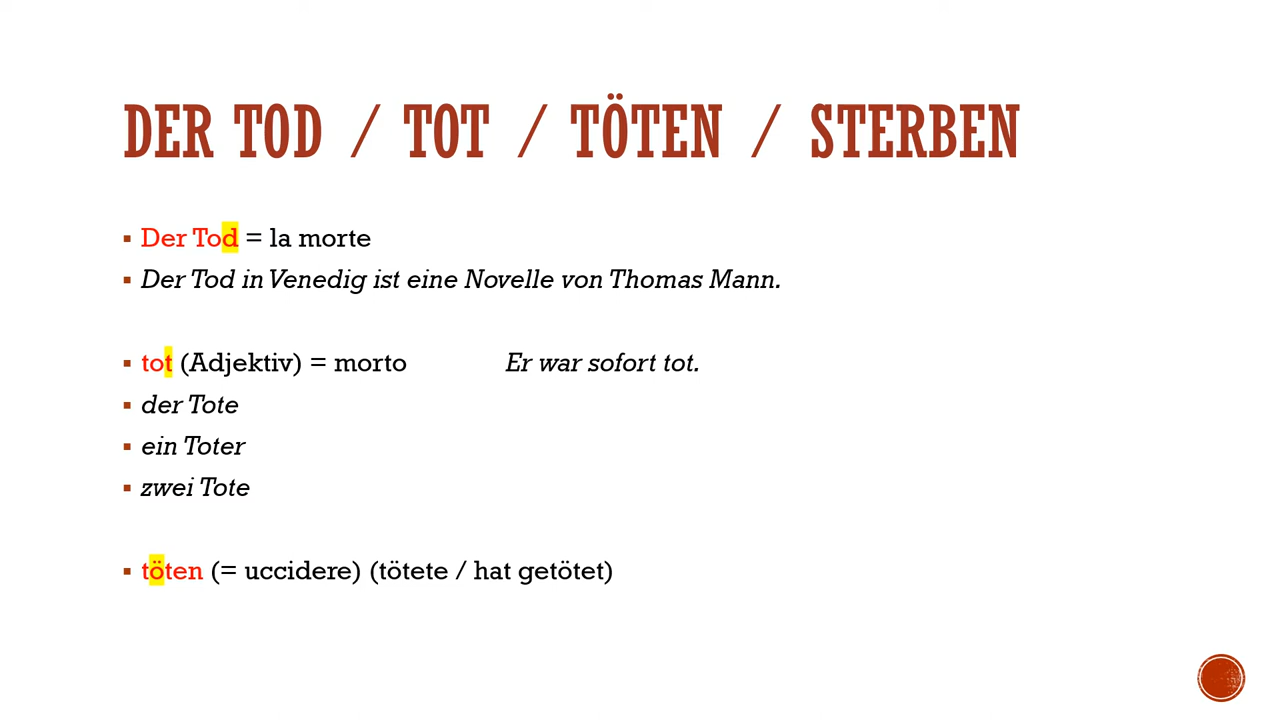 DER TOD / TOT / TÖTEN / STERBEN
▪ Der Tod = la morte
▪ Der Tod in Venedig ist eine Novelle von Thomas Mann.
▪ tot (Adjektiv) = morto Er war sofort tot.
▪ der Tote
▪ ein Toter
▪ zwei Tote
▪ töten (= uccidere) (tötete / hat getötet)